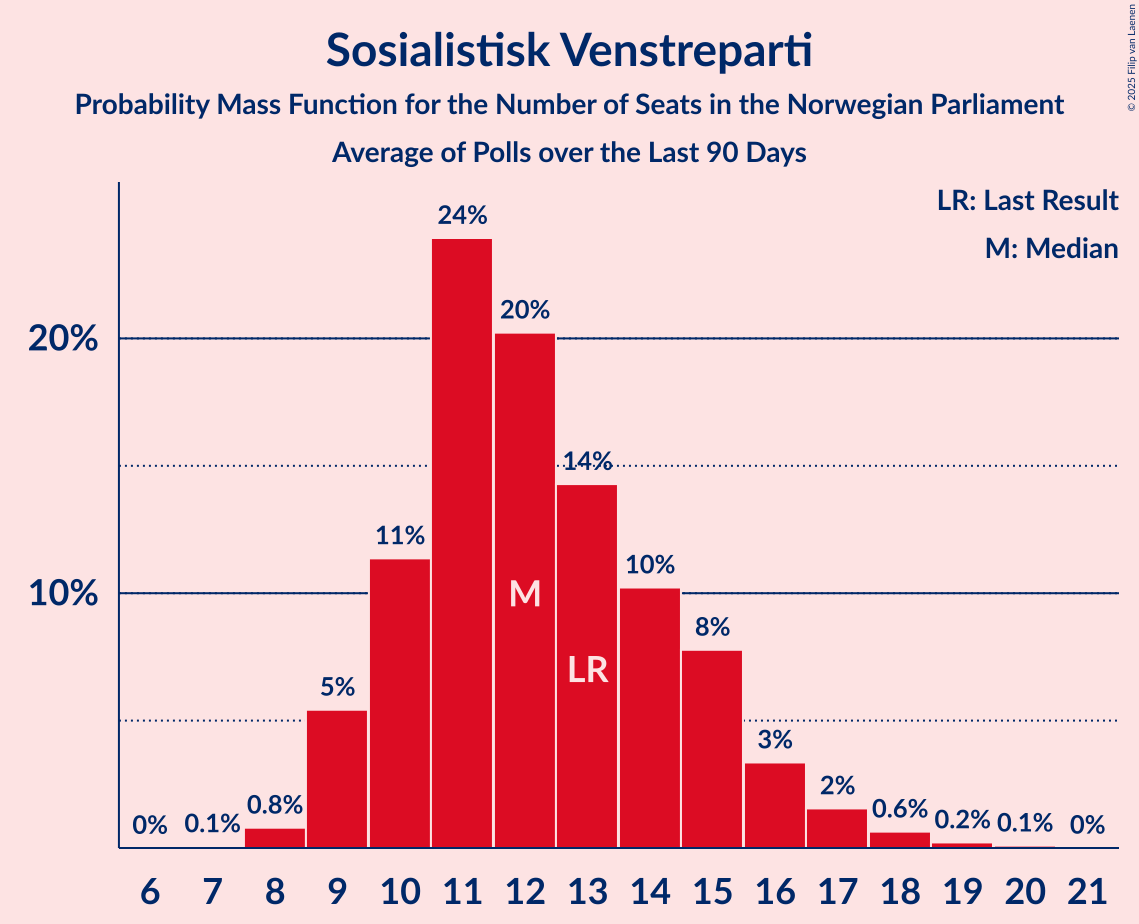 Sosialistisk Venstreparti
Probability Mass Function for the Number of Seats in the Norwegian Parliament
Average of Polls over the Last 90 Days
© 2025 Filip van Laenen
LR: Last Result
M: Median
24%
20%
20%
14%
11%
10%
10%
M
8%
LR
5%
3%
2%
0%
0.1%
0.8%
0.6%
0.2%
0.1%
0%
6 7 8 9 10 11 12 13 14 15 16 17 18 19 20 21